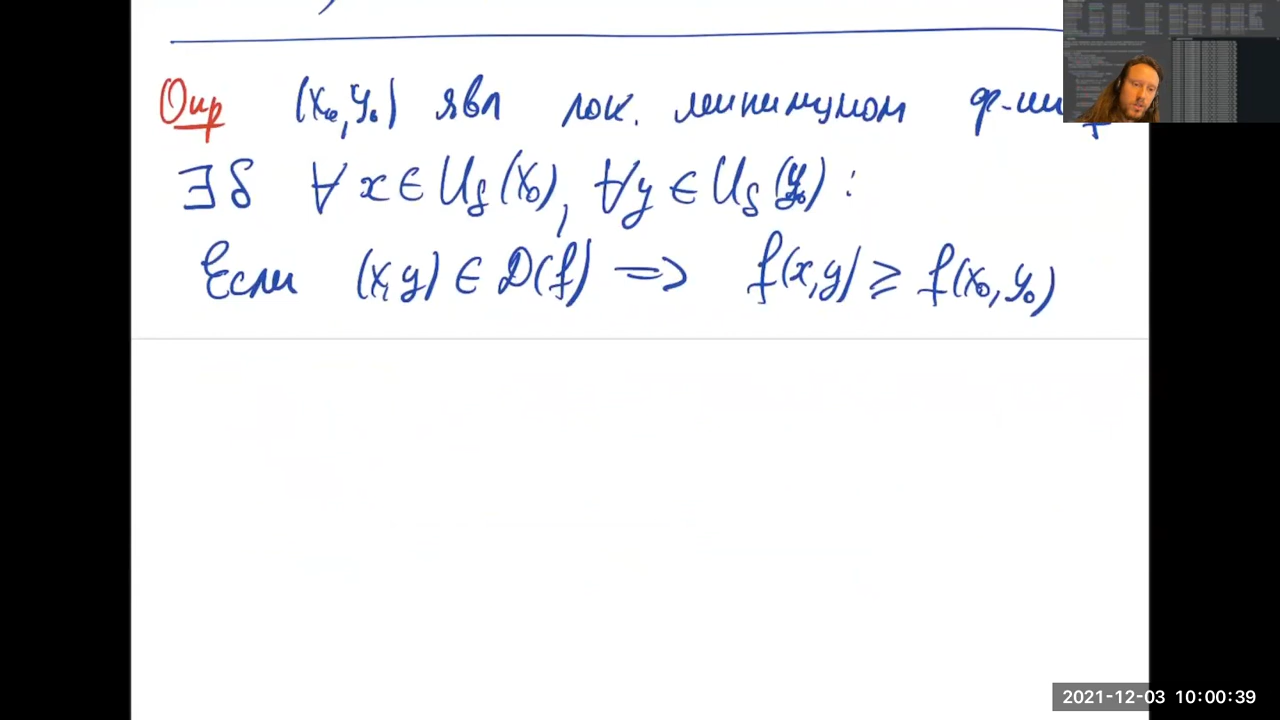 Опр (x₀, y₀) явл лок. минимумом ф-ции f
∃ δ ∀ x ∈ U_δ(x₀), ∀y ∈ U_δ(y₀) :
Если (x, y) ∈ D(f) ⟹ f(x,y) ≥ f(x₀, y₀)
2021-12-03 10:00:39